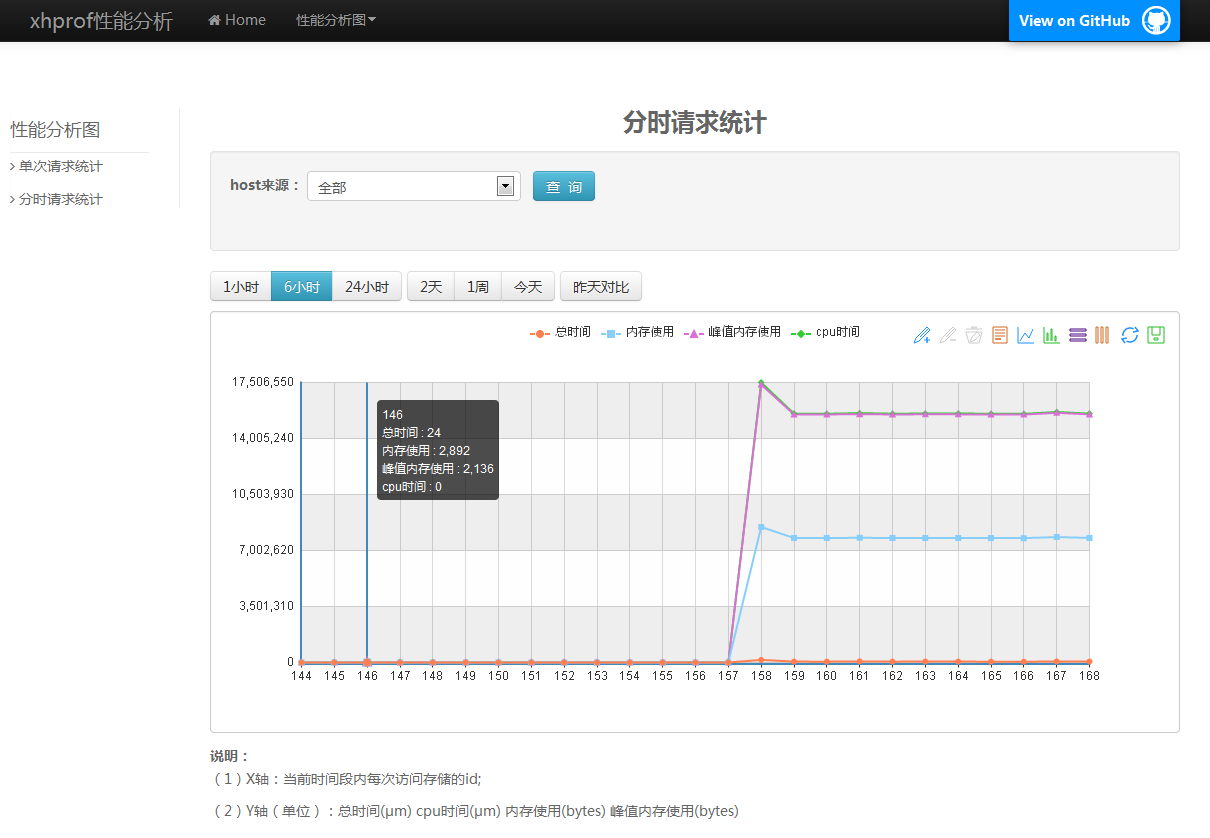 xhprof性能分析 Home 性能分析图 View on GitHub
性能分析图
单次请求统计
分时请求统计
分时请求统计
host来源： 全部 查 询
1小时 6小时 24小时 2天 1周 今天 昨天对比
总时间 内存使用 峰值内存使用 cpu时间
17,506,550
14,005,240
10,503,930
7,002,620
3,501,310
0
146
总时间 : 24
内存使用 : 2,892
峰值内存使用 : 2,136
cpu时间 : 0
144 145 146 147 148 149 150 151 152 153 154 155 156 157 158 159 160 161 162 163 164 165 166 167 168
说明：
（1）X轴：当前时间段内每次访问存储的id;
（2）Y轴（单位）：总时间(μm) cpu时间(μm) 内存使用(bytes) 峰值内存使用(bytes)